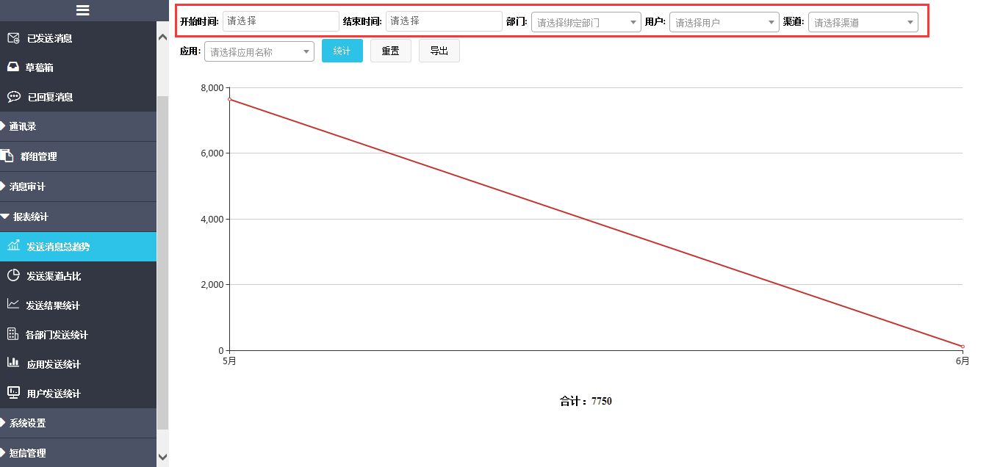 已发送消息
草稿箱
已回复消息
通讯录
群组管理
消息审计
报表统计
发送消息总趋势
发送渠道占比
发送结果统计
各部门发送统计
应用发送统计
用户发送统计
系统设置
短信管理
开始时间: 请选择 结束时间: 请选择 部门: 请选择绑定部门 用户: 请选择用户 渠道: 请选择渠道
应用: 请选择应用名称 统计 重置 导出
8,000
6,000
4,000
2,000
0
5月 6月
合计：7750